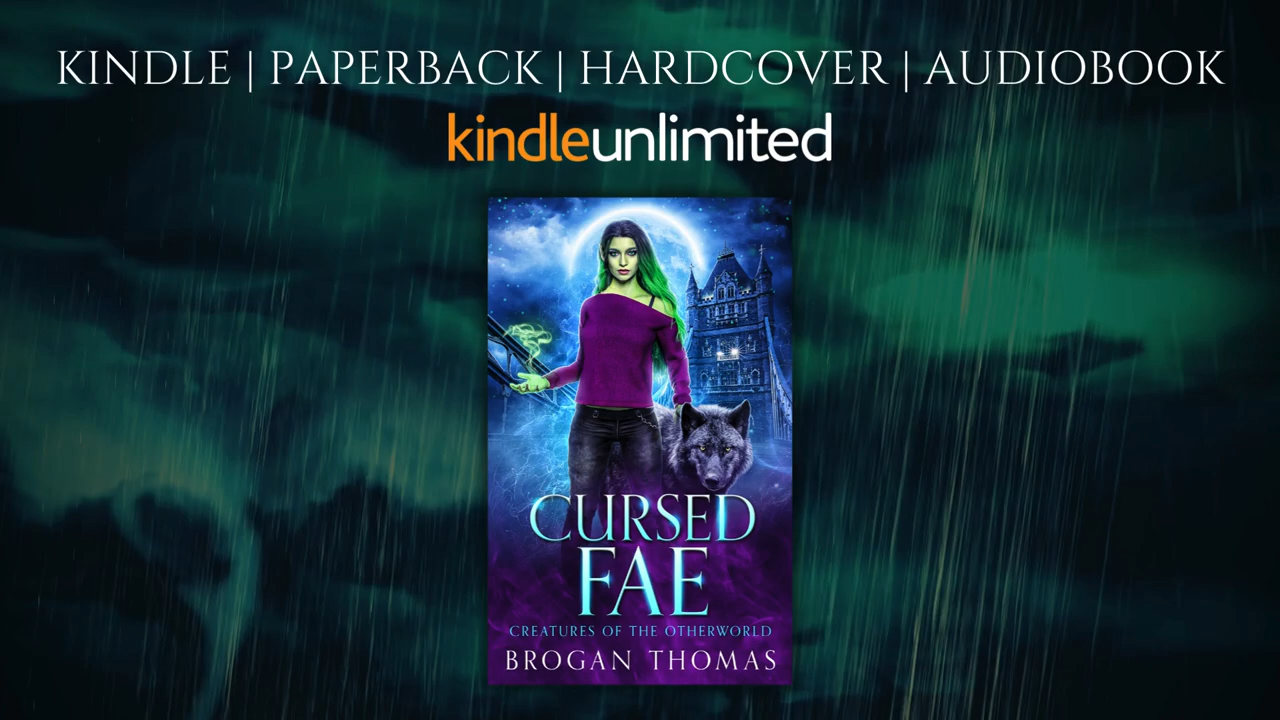 KINDLE | PAPERBACK | HARDCOVER | AUDIOBOOK
kindleunlimited
CURSED
FAE
CREATURES OF THE OTHERWORLD
BROGAN THOMAS